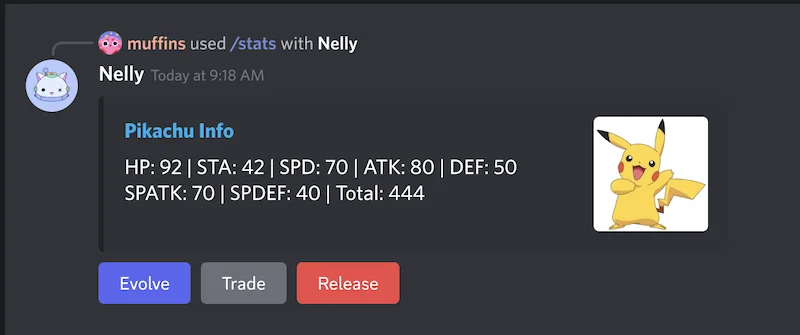 muffins used /stats with Nelly
Nelly Today at 9:18 AM
Pikachu Info
HP: 92 | STA: 42 | SPD: 70 | ATK: 80 | DEF: 50
SPATK: 70 | SPDEF: 40 | Total: 444
Evolve Trade Release